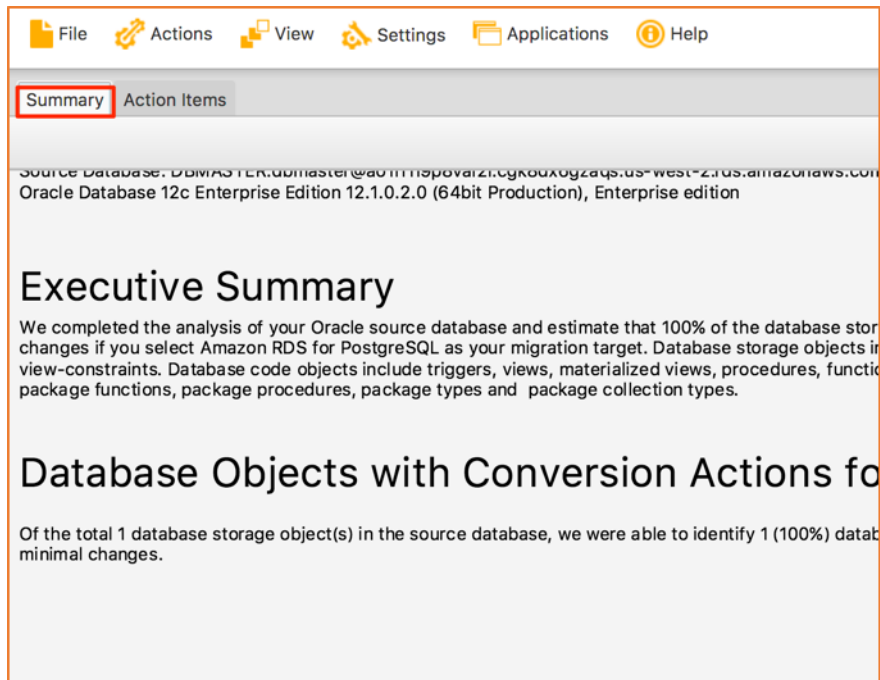 File Actions View Settings Applications Help
Summary Action Items
Source Database:
Oracle Database 12c Enterprise Edition 12.1.0.2.0 (64bit Production), Enterprise edition
Executive Summary
We completed the analysis of your Oracle source database and estimate that 100% of the database stor
changes if you select Amazon RDS for PostgreSQL as your migration target. Database storage objects in
view-constraints. Database code objects include triggers, views, materialized views, procedures, functio
package functions, package procedures, package types and package collection types.
Database Objects with Conversion Actions fo
Of the total 1 database storage object(s) in the source database, we were able to identify 1 (100%) datab
minimal changes.